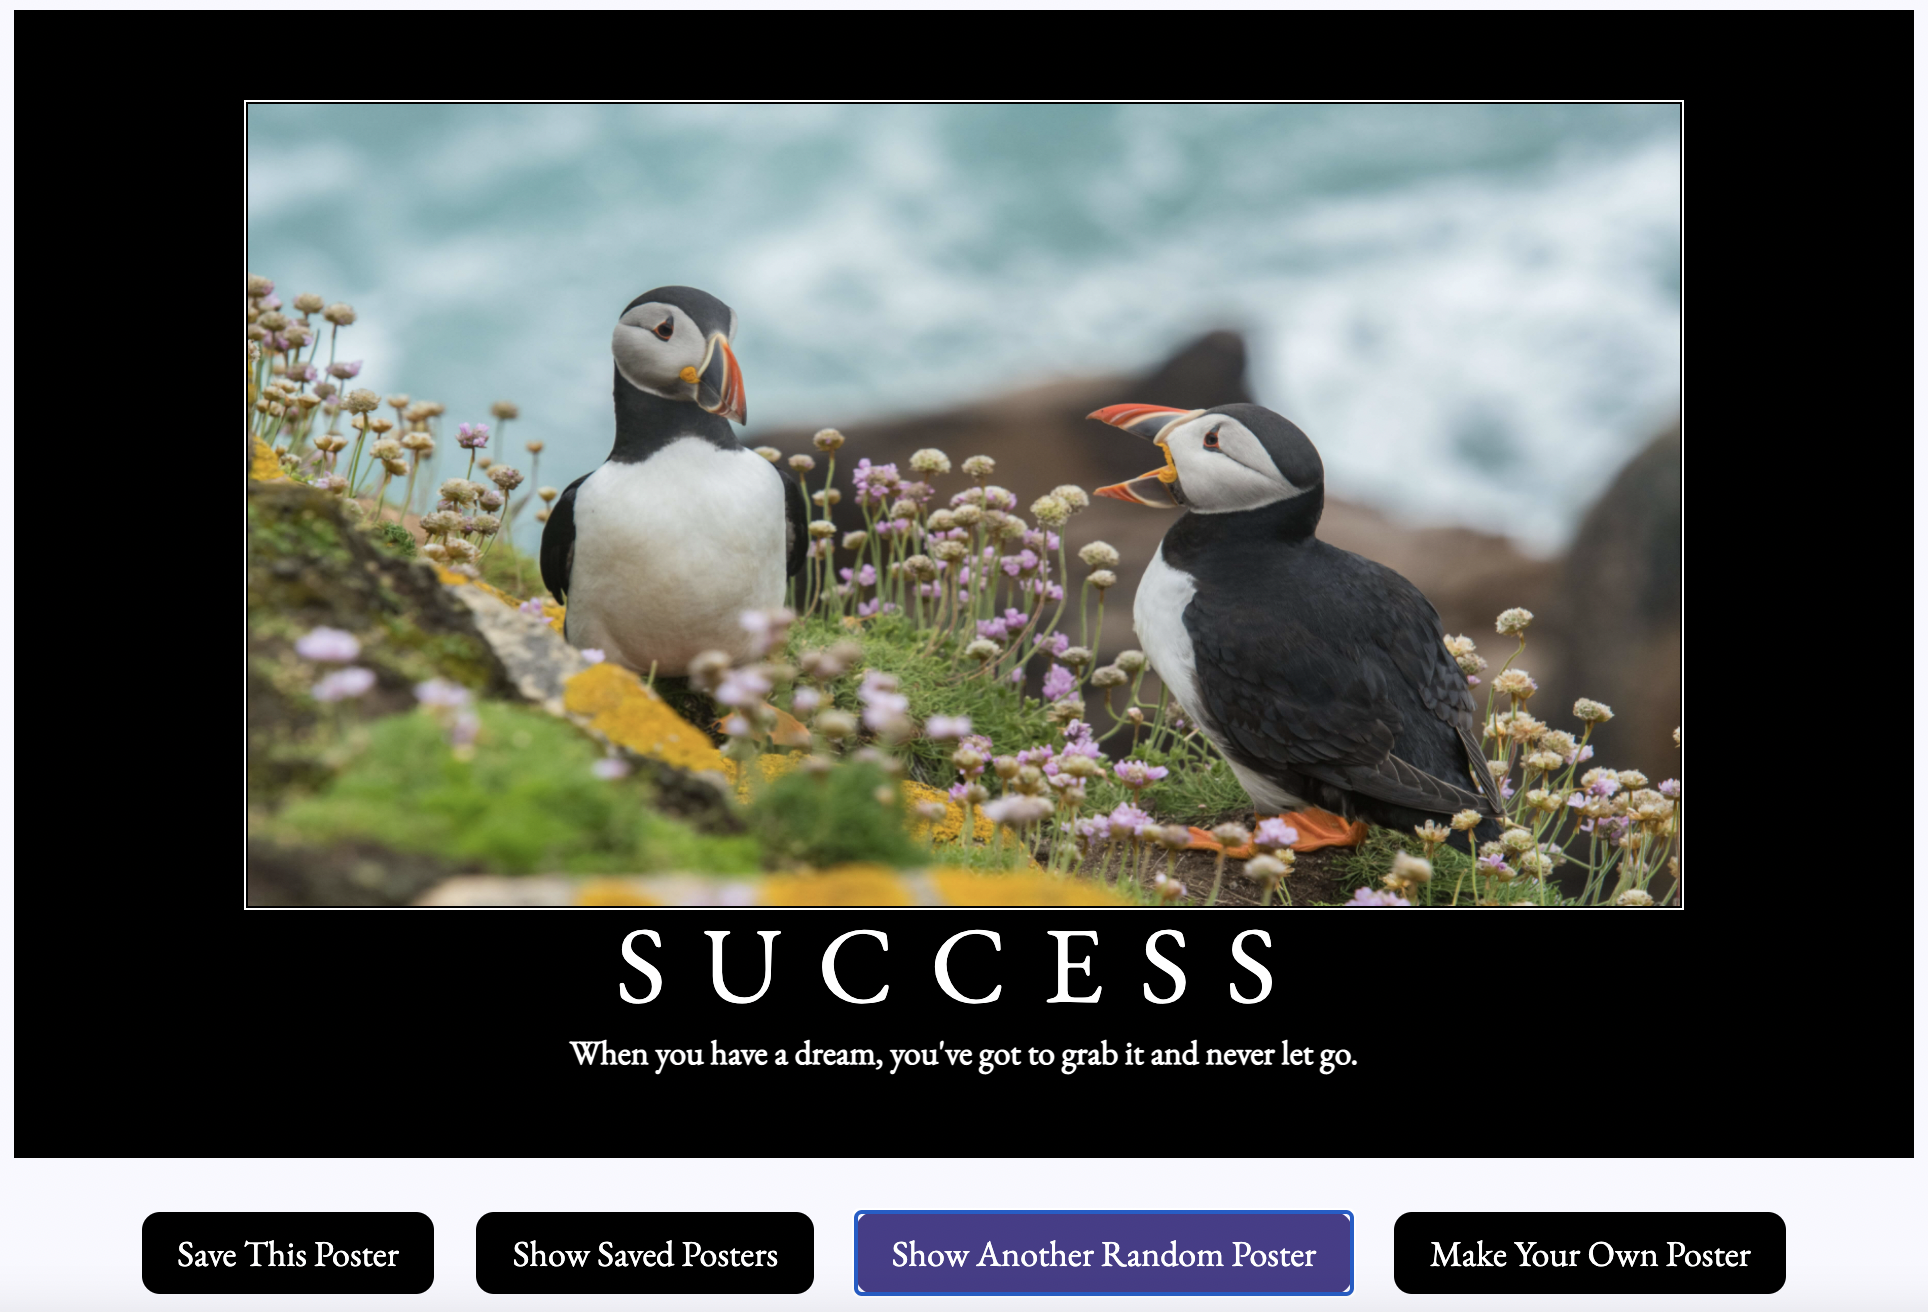 SUCCESS
When you have a dream, you've got to grab it and never let go.
Save This Poster
Show Saved Posters
Show Another Random Poster
Make Your Own Poster